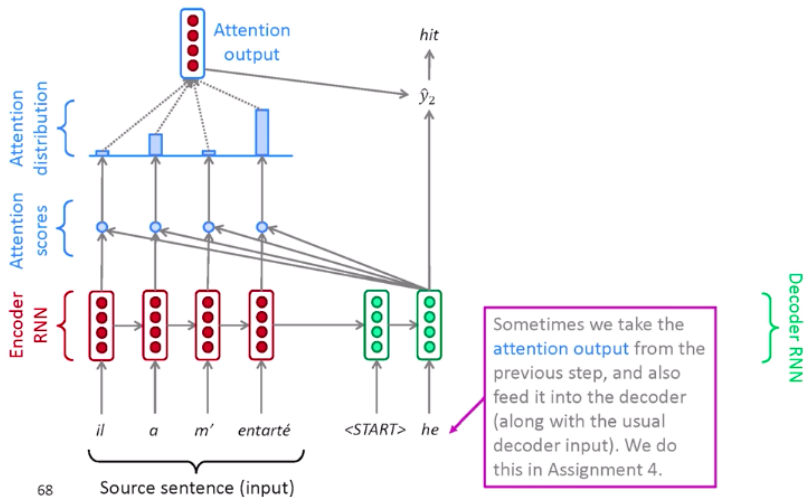 Attention
output
hit
ŷ₂
Attention
distribution
Attention
scores
Encoder
RNN
Decoder RNN
Sometimes we take the
attention output from the
previous step, and also
feed it into the decoder
(along with the usual
decoder input). We do
this in Assignment 4.
il a m’ entarté <START> he
Source sentence (input)
68